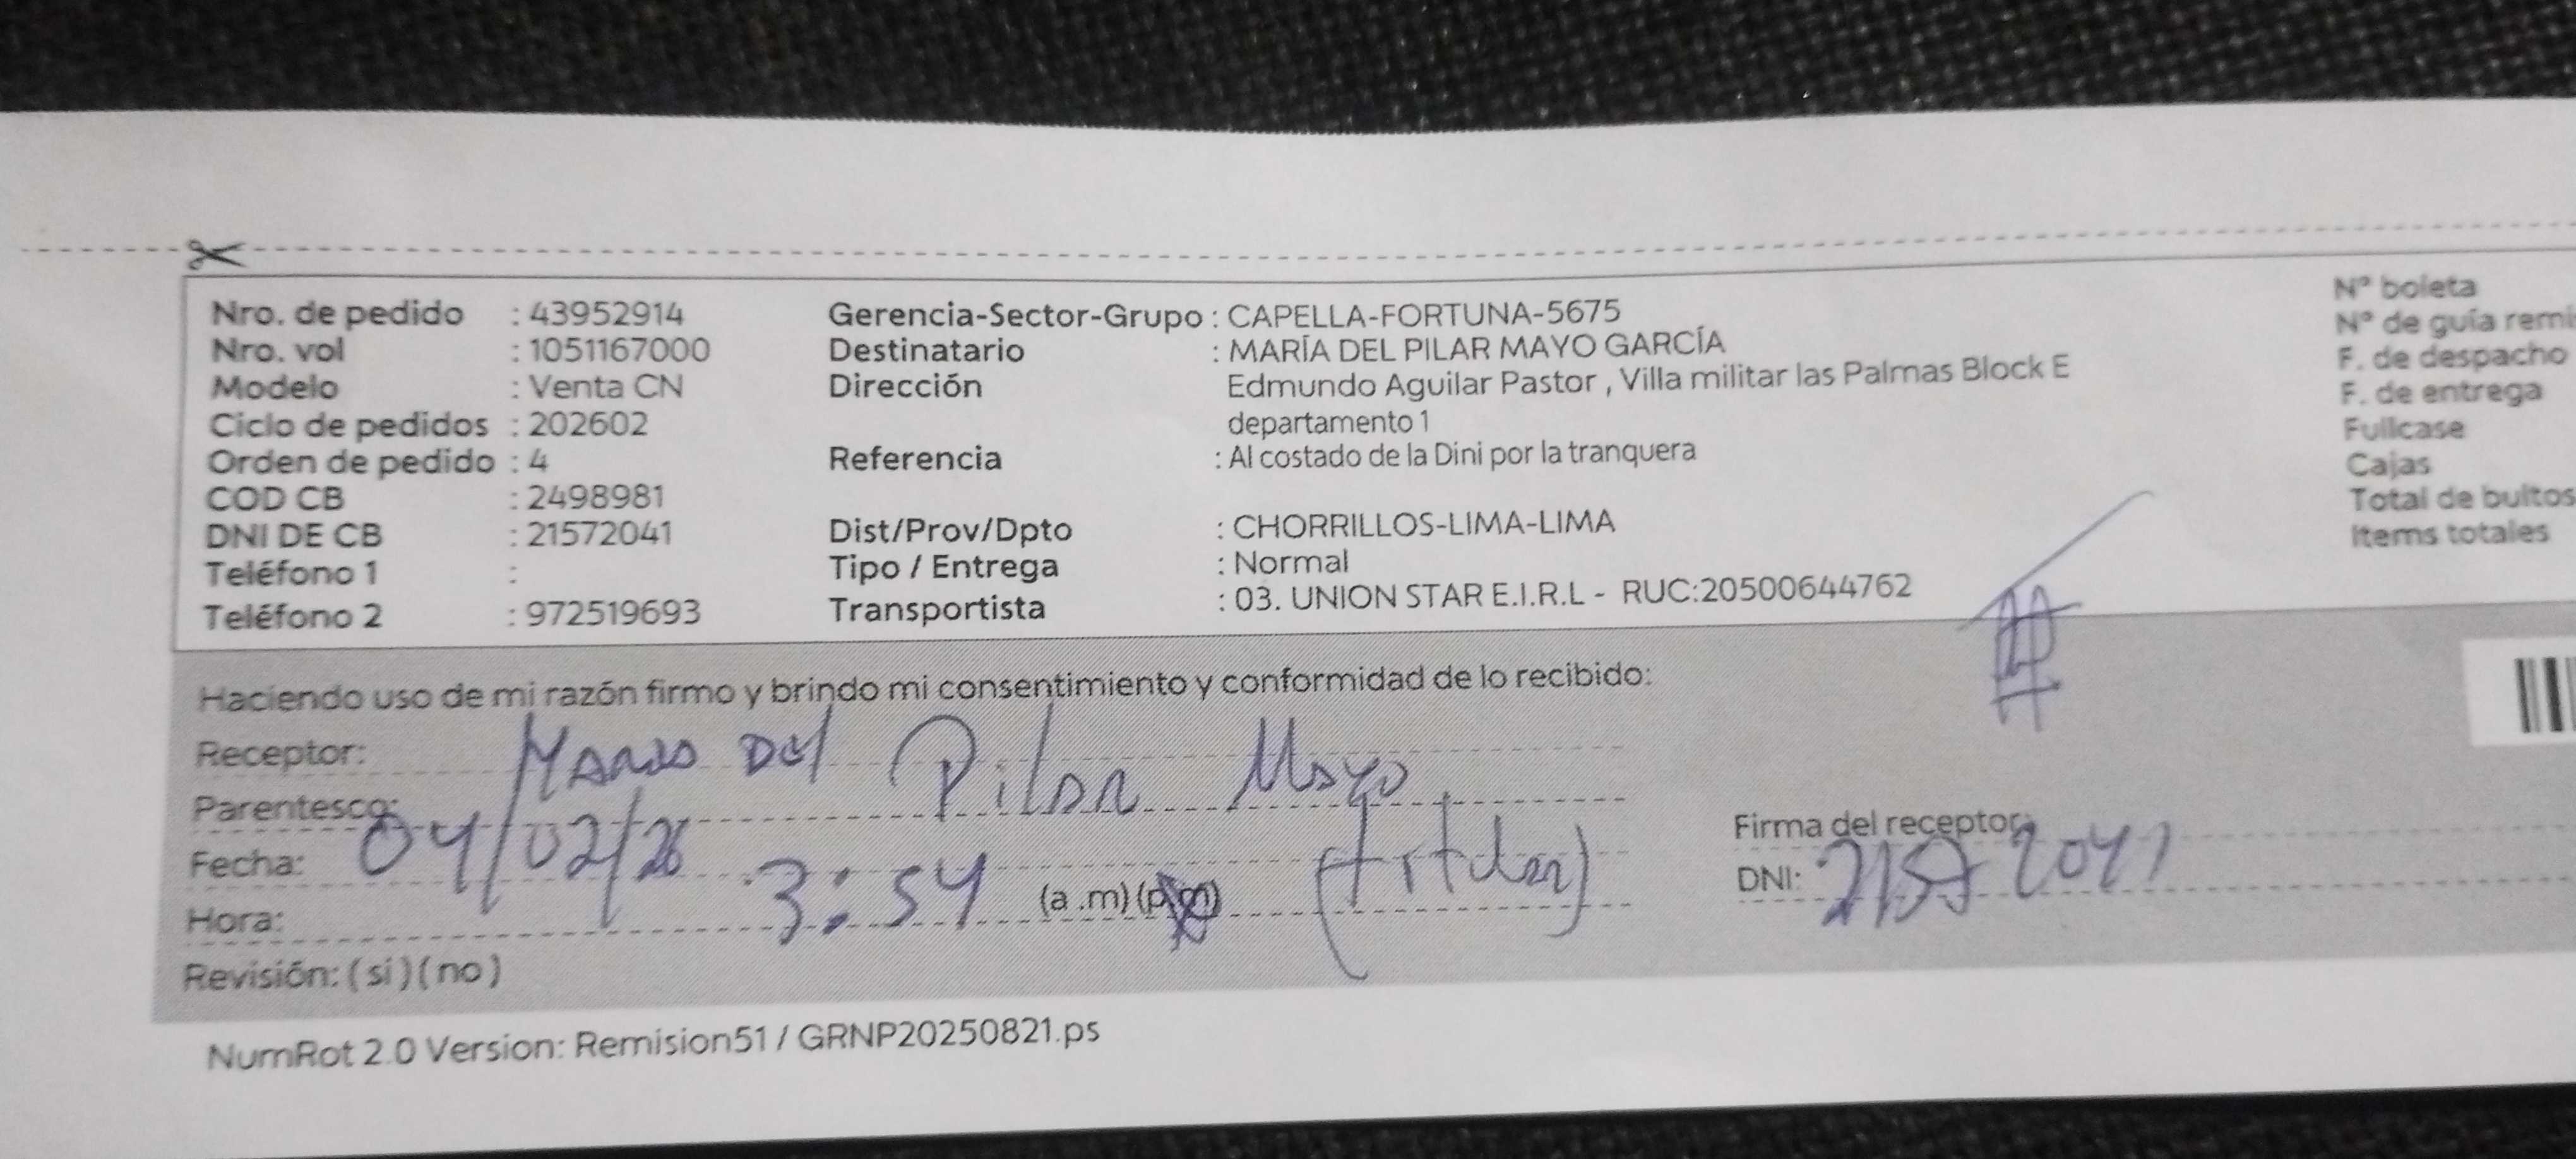 Nro. de pedido : 43952914
Nro. vol : 1051167000
Modelo : Venta CN
Ciclo de pedidos : 202602
Orden de pedido : 4
COD CB : 2498981
DNI DE CB : 21572041
Teléfono 1 :
Teléfono 2 : 972519693
Gerencia-Sector-Grupo : CAPELLA-FORTUNA-5675
Destinatario : MARÍA DEL PILAR MAYO GARCÍA
Dirección Edmundo Aguilar Pastor , Villa militar las Palmas Block E
departamento 1
Referencia : Al costado de la Dini por la tranquera
Dist/Prov/Dpto : CHORRILLOS-LIMA-LIMA
Tipo / Entrega : Normal
Transportista : 03. UNION STAR E.I.R.L - RUC:20500644762
N° boleta
N° de guía remi
F. de despacho
F. de entrega
Fullcase
Cajas
Total de bultos
Items totales
Haciendo uso de mi razón firmo y brindo mi consentimiento y conformidad de lo recibido:
Receptor: Maria Del Pilar Mayo
Parentesco: (titular)
Fecha: 04/02/26
Hora: 3:54 (a .m) (p.m)
Revisión: ( si ) ( no )
Firma del receptor:
DNI: 21572041
NumRot 2.0 Version: Remision51 / GRNP20250821.ps